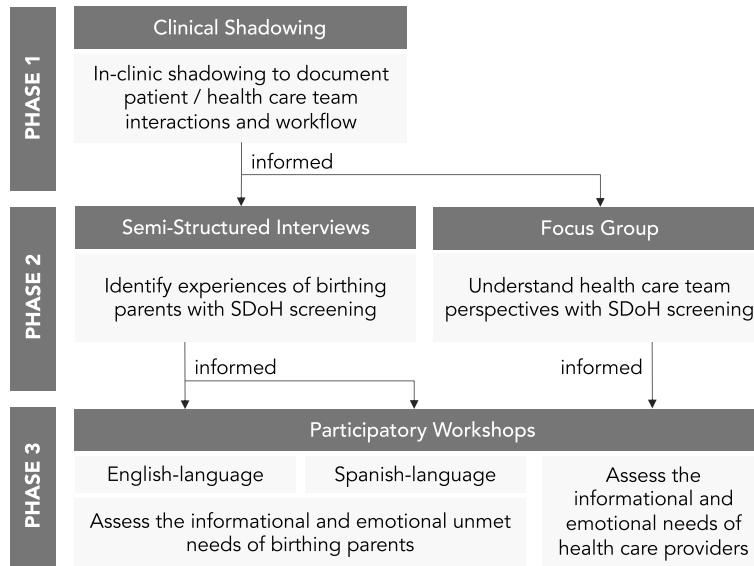 PHASE 1
Clinical Shadowing
In-clinic shadowing to document
patient / health care team
interactions and workflow
informed
PHASE 2
Semi-Structured Interviews
Identify experiences of birthing
parents with SDoH screening
Focus Group
Understand health care team
perspectives with SDoH screening
informed
informed
PHASE 3
Participatory Workshops
English-language
Spanish-language
Assess the informational and emotional unmet
needs of birthing parents
Assess the
informational and
emotional needs of
health care providers